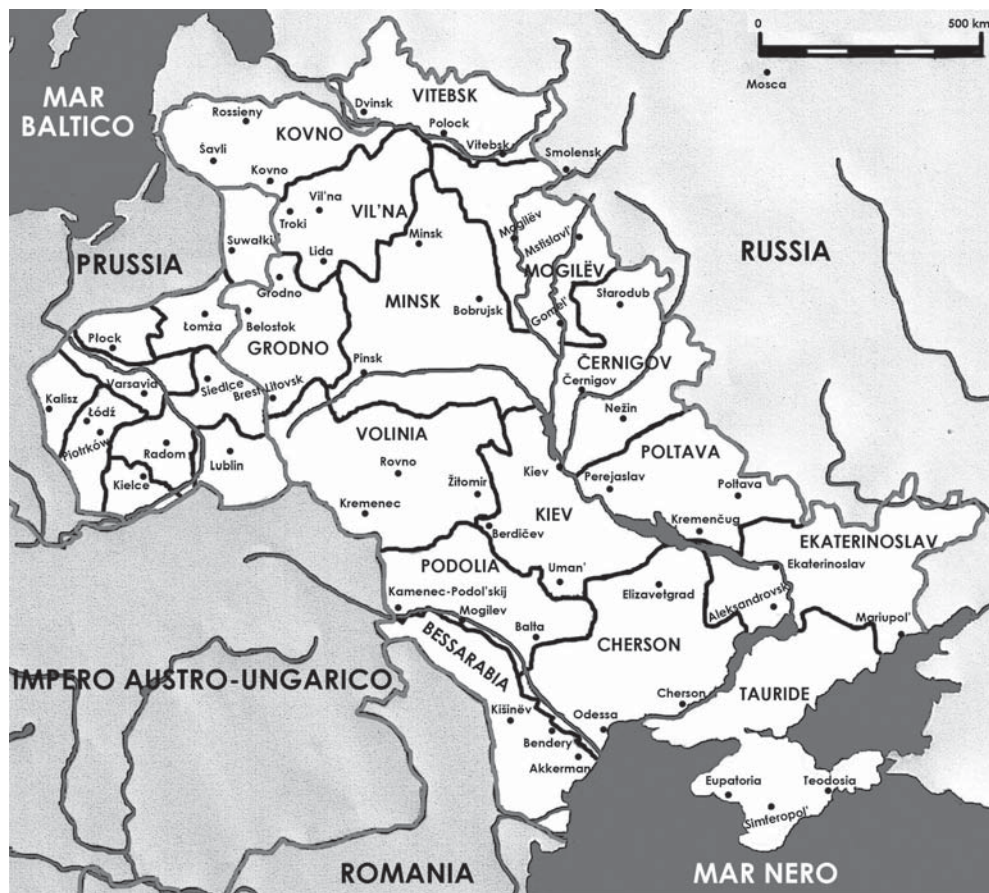 0 500 km
Mosca
MAR
BALTICO
VITEBSK
Dvinsk
Rossieny
KOVNO
Polock
Vitebsk
Šavli
Smolensk
Kovno
Vil'na
VIL'NA
Troki
Mogilëv
Mstislavl'
Minsk
Suwałki
Lida
RUSSIA
PRUSSIA
MOGILËV
Grodno
MINSK
Starodub
Bobrujsk
Gomel'
Łomża
Belostok
Płock
GRODNO
ČERNIGOV
Pinsk
Varsavia
Siedlce
Brest-Litovsk
Černigov
Kalisz
Łódź
Nežin
Piotrków
VOLINIA
Radom
Lublin
POLTAVA
Rovno
Kiev
Kielce
Perejaslav
Poltava
Žitomir
Kremenec
KIEV
Kremenčug
Berdičev
EKATERINOSLAV
PODOLIA
Ekaterinoslav
Uman'
Elizavetgrad
Kamenec-Podol'skij
Aleksandrovsk
Mogilev
Mariupol'
Balta
BESSARABIA
CHERSON
IMPERO AUSTRO-UNGARICO
Cherson
TAURIDE
Kišinëv
Odessa
Bendery
Akkerman
Eupatoria
Teodosia
Simferopol'
ROMANIA
MAR NERO